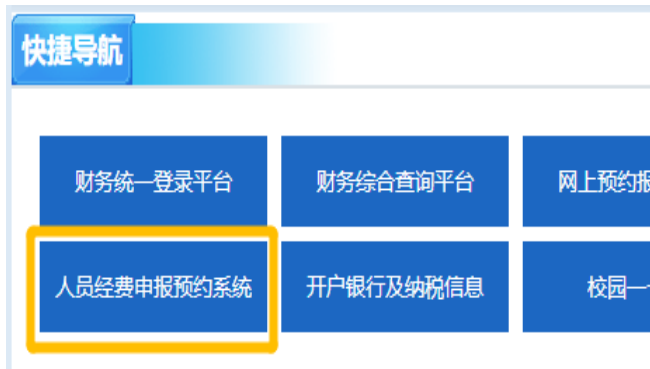 快捷导航
财务统一登录平台
财务综合查询平台
网上预约报
人员经费申报预约系统
开户银行及纳税信息
校园一